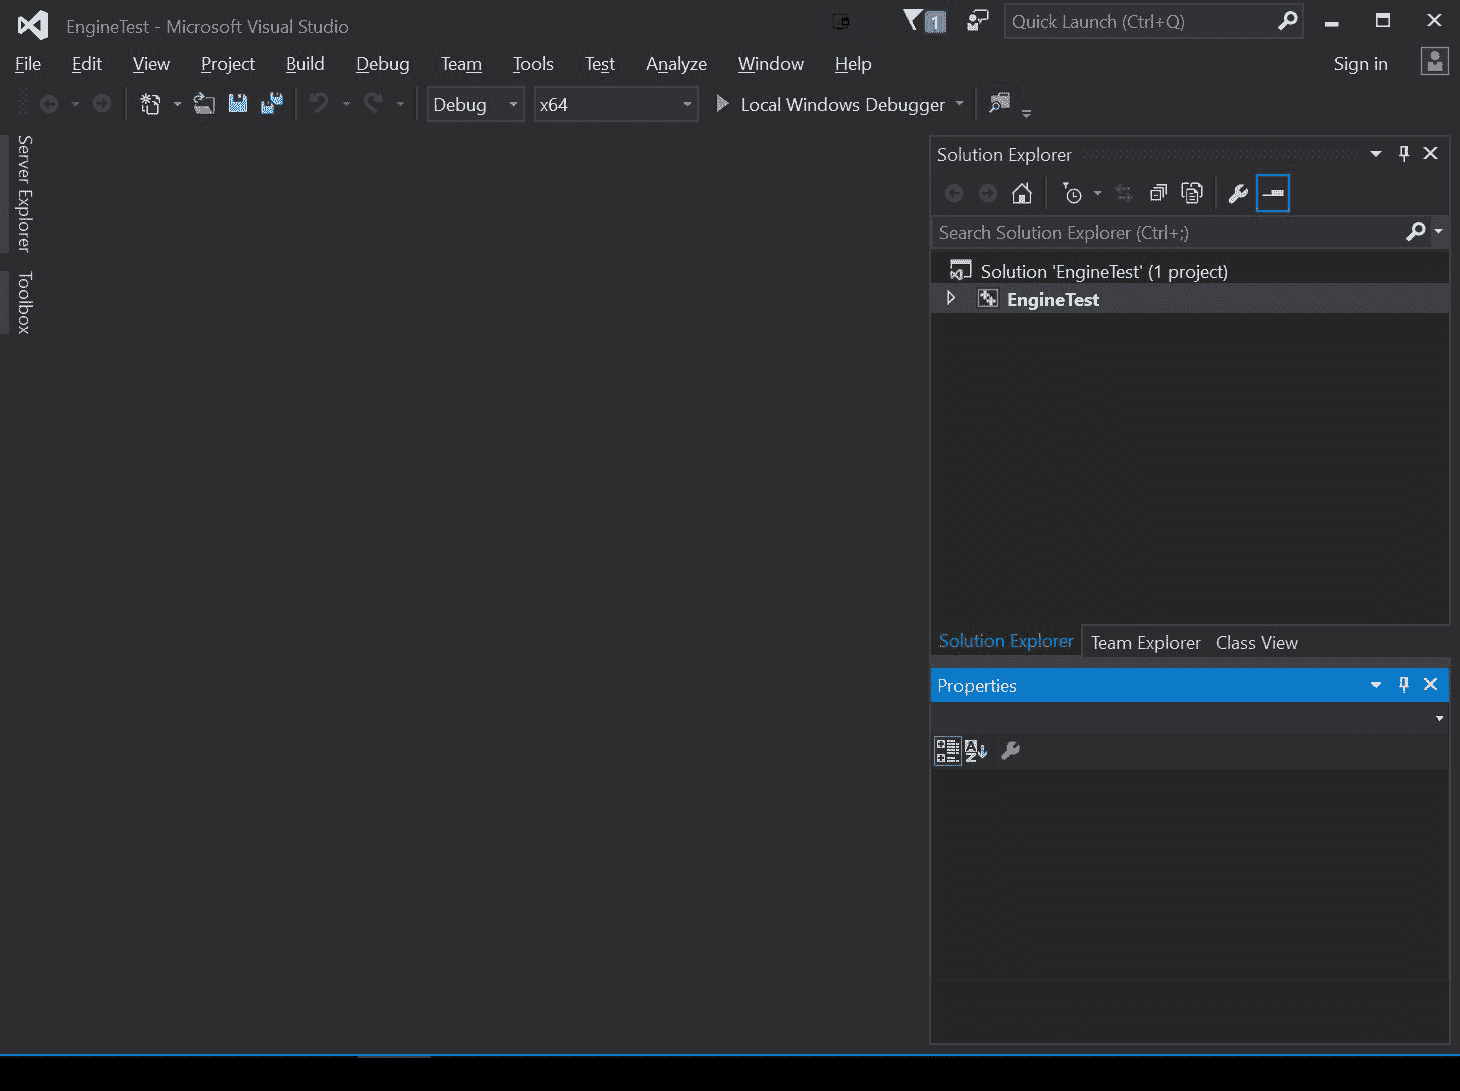 EngineTest - Microsoft Visual Studio
1
Quick Launch (Ctrl+Q)
File Edit View Project Build Debug Team Tools Test Analyze Window Help
Sign in
Debug x64 Local Windows Debugger
Server Explorer
Toolbox
Solution Explorer
Search Solution Explorer (Ctrl+;)
Solution 'EngineTest' (1 project)
EngineTest
Solution Explorer Team Explorer Class View
Properties